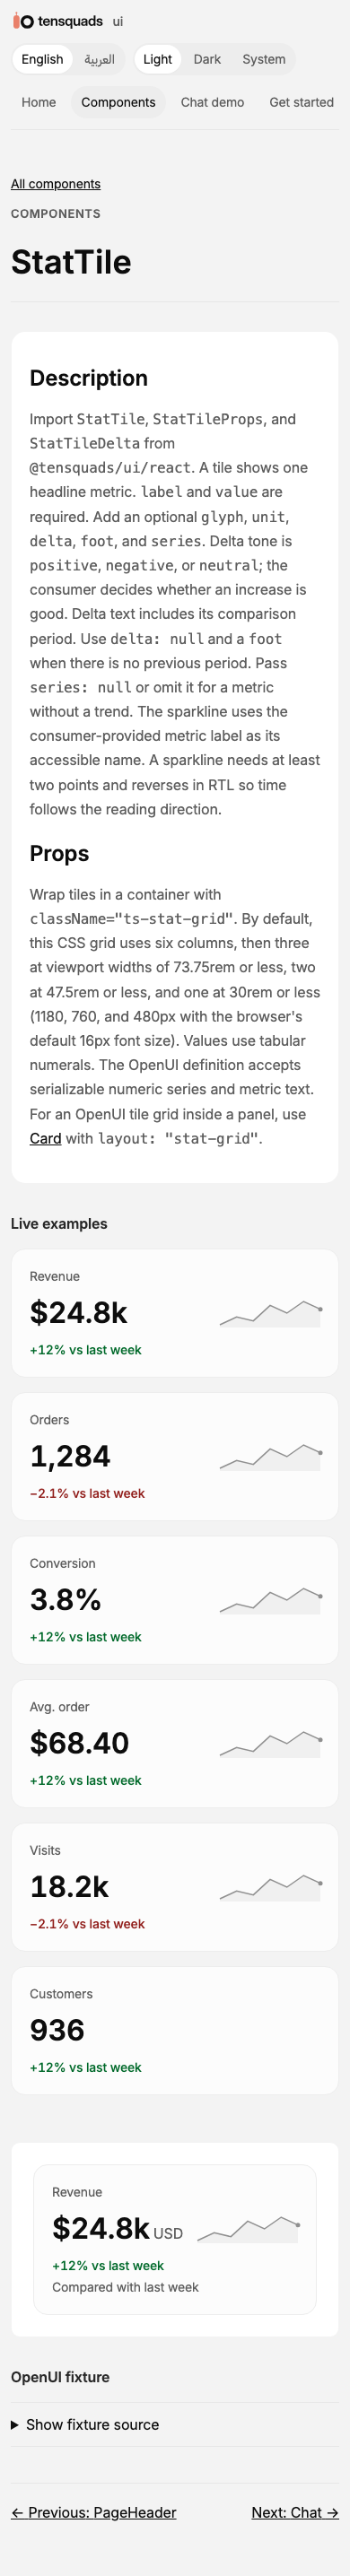 tensquads ui
English العربية Light Dark System
Home Components Chat demo Get started
All components
COMPONENTS
StatTile
Description
Import StatTile, StatTileProps, and
StatTileDelta from
@tensquads/ui/react. A tile shows one
headline metric. label and value are
required. Add an optional glyph, unit,
delta, foot, and series. Delta tone is
positive, negative, or neutral; the
consumer decides whether an increase is
good. Delta text includes its comparison
period. Use delta: null and a foot
when there is no previous period. Pass
series: null or omit it for a metric
without a trend. The sparkline uses the
consumer-provided metric label as its
accessible name. A sparkline needs at least
two points and reverses in RTL so time
follows the reading direction.
Props
Wrap tiles in a container with
className="ts-stat-grid". By default,
this CSS grid uses six columns, then three
at viewport widths of 73.75rem or less, two
at 47.5rem or less, and one at 30rem or less
(1180, 760, and 480px with the browser's
default 16px font size). Values use tabular
numerals. The OpenUI definition accepts
serializable numeric series and metric text.
For an OpenUI tile grid inside a panel, use
Card with layout: "stat-grid".
Live examples
Revenue
$24.8k
+12% vs last week
Orders
1,284
−2.1% vs last week
Conversion
3.8%
+12% vs last week
Avg. order
$68.40
+12% vs last week
Visits
18.2k
−2.1% vs last week
Customers
936
+12% vs last week
Revenue
$24.8k USD
+12% vs last week
Compared with last week
OpenUI fixture
▶ Show fixture source
← Previous: PageHeader Next: Chat →